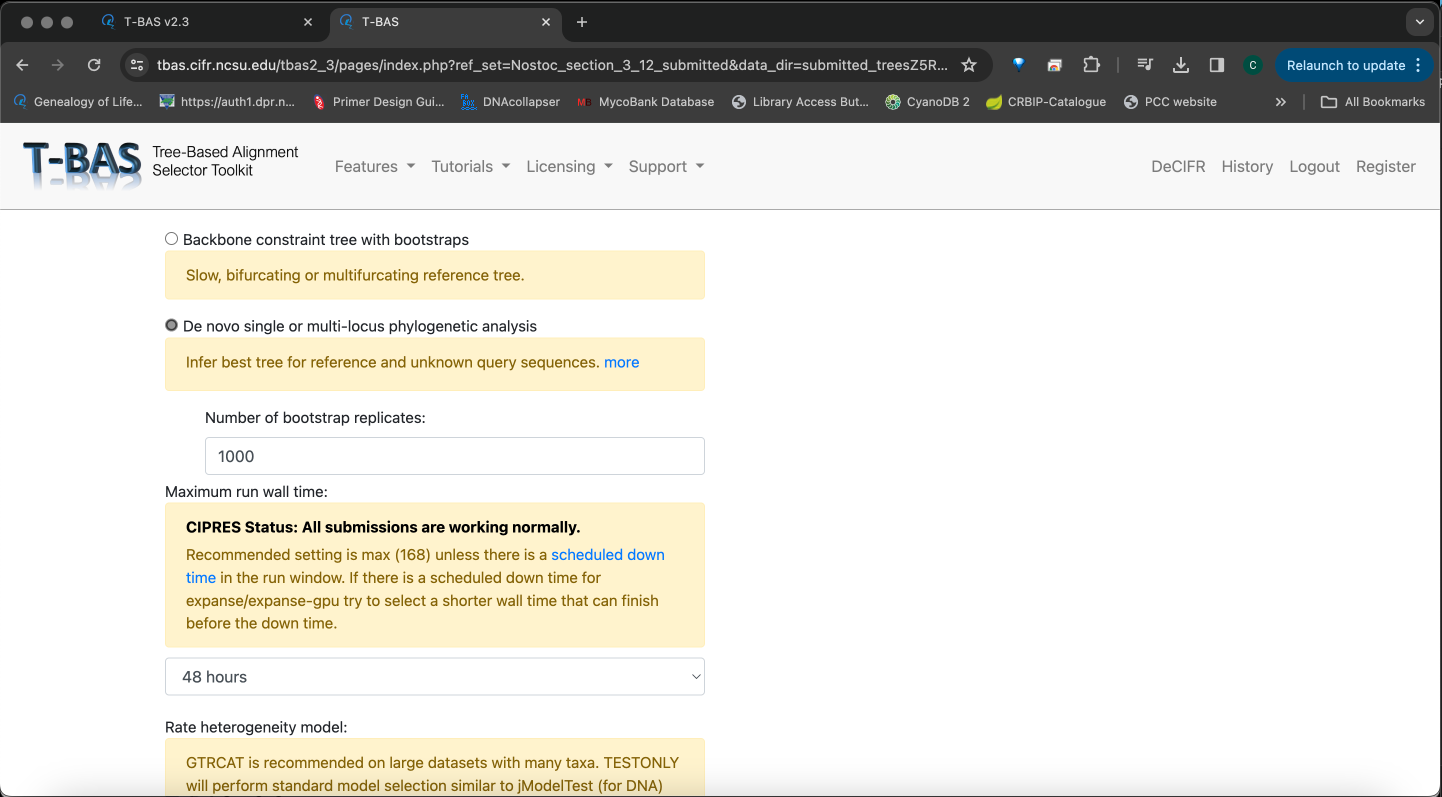 T-BAS v2.3
T-BAS
tbas.cifr.ncsu.edu/tbas2_3/pages/index.php?ref_set=Nostoc_section_3_12_submitted&data_dir=submitted_treesZ5R...
C
Relaunch to update
Genealogy of Life...
https://auth1.dpr.n...
Primer Design Gui...
DNAcollapser
MycoBank Database
Library Access But...
CyanoDB 2
CRBIP-Catalogue
PCC website
All Bookmarks
T-BAS
Tree-Based Alignment
Selector Toolkit
Features
Tutorials
Licensing
Support
DeCIFR
History
Logout
Register
Backbone constraint tree with bootstraps
Slow, bifurcating or multifurcating reference tree.
De novo single or multi-locus phylogenetic analysis
Infer best tree for reference and unknown query sequences. more
Number of bootstrap replicates:
1000
Maximum run wall time:
CIPRES Status: All submissions are working normally.
Recommended setting is max (168) unless there is a scheduled down
time in the run window. If there is a scheduled down time for
expanse/expanse-gpu try to select a shorter wall time that can finish
before the down time.
48 hours
Rate heterogeneity model:
GTRCAT is recommended on large datasets with many taxa. TESTONLY
will perform standard model selection similar to jModelTest (for DNA)